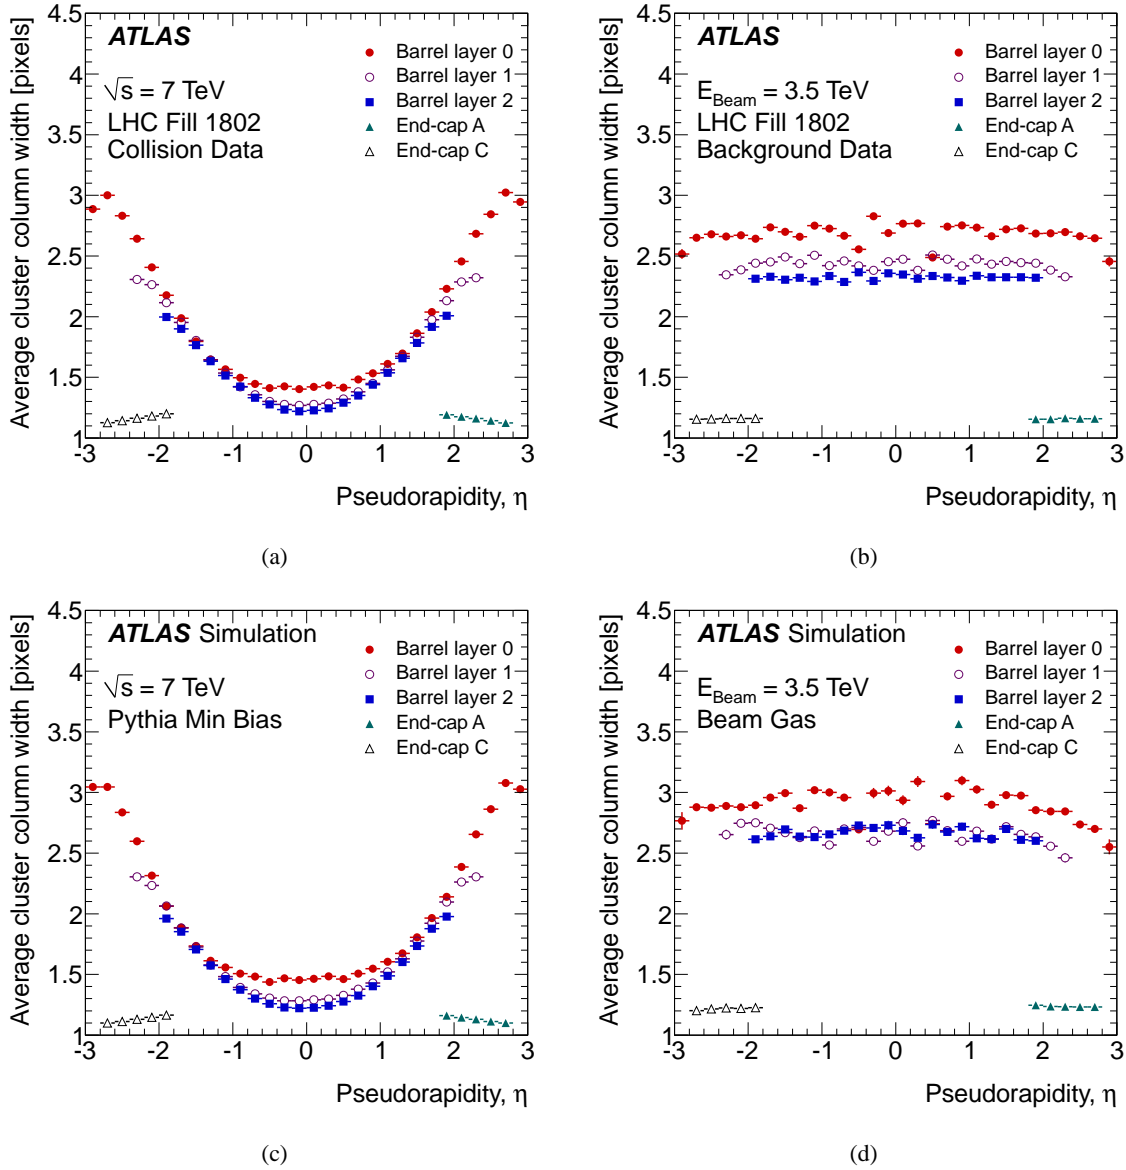 ATLAS
√s = 7 TeV
LHC Fill 1802
Collision Data
Barrel layer 0
Barrel layer 1
Barrel layer 2
End-cap A
End-cap C
Average cluster column width [pixels]
4.5
4
3.5
3
2.5
2
1.5
1
-3 -2 -1 0 1 2 3
Pseudorapidity, η
(a)
ATLAS
E_Beam = 3.5 TeV
LHC Fill 1802
Background Data
Barrel layer 0
Barrel layer 1
Barrel layer 2
End-cap A
End-cap C
Average cluster column width [pixels]
4.5
4
3.5
3
2.5
2
1.5
1
-3 -2 -1 0 1 2 3
Pseudorapidity, η
(b)
ATLAS Simulation
√s = 7 TeV
Pythia Min Bias
Barrel layer 0
Barrel layer 1
Barrel layer 2
End-cap A
End-cap C
Average cluster column width [pixels]
4.5
4
3.5
3
2.5
2
1.5
1
-3 -2 -1 0 1 2 3
Pseudorapidity, η
(c)
ATLAS Simulation
E_Beam = 3.5 TeV
Beam Gas
Barrel layer 0
Barrel layer 1
Barrel layer 2
End-cap A
End-cap C
Average cluster column width [pixels]
4.5
4
3.5
3
2.5
2
1.5
1
-3 -2 -1 0 1 2 3
Pseudorapidity, η
(d)